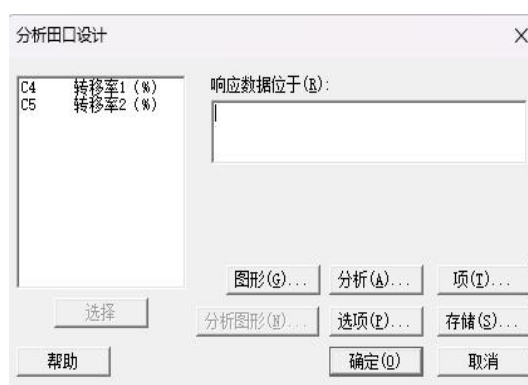 分析田口设计
C4 转移率1（%）
C5 转移率2（%）
响应数据位于(R):
图形(G)...
分析(A)...
项(T)...
选择
分析图形(N)...
选项(P)...
存储(S)...
帮助
确定(O)
取消